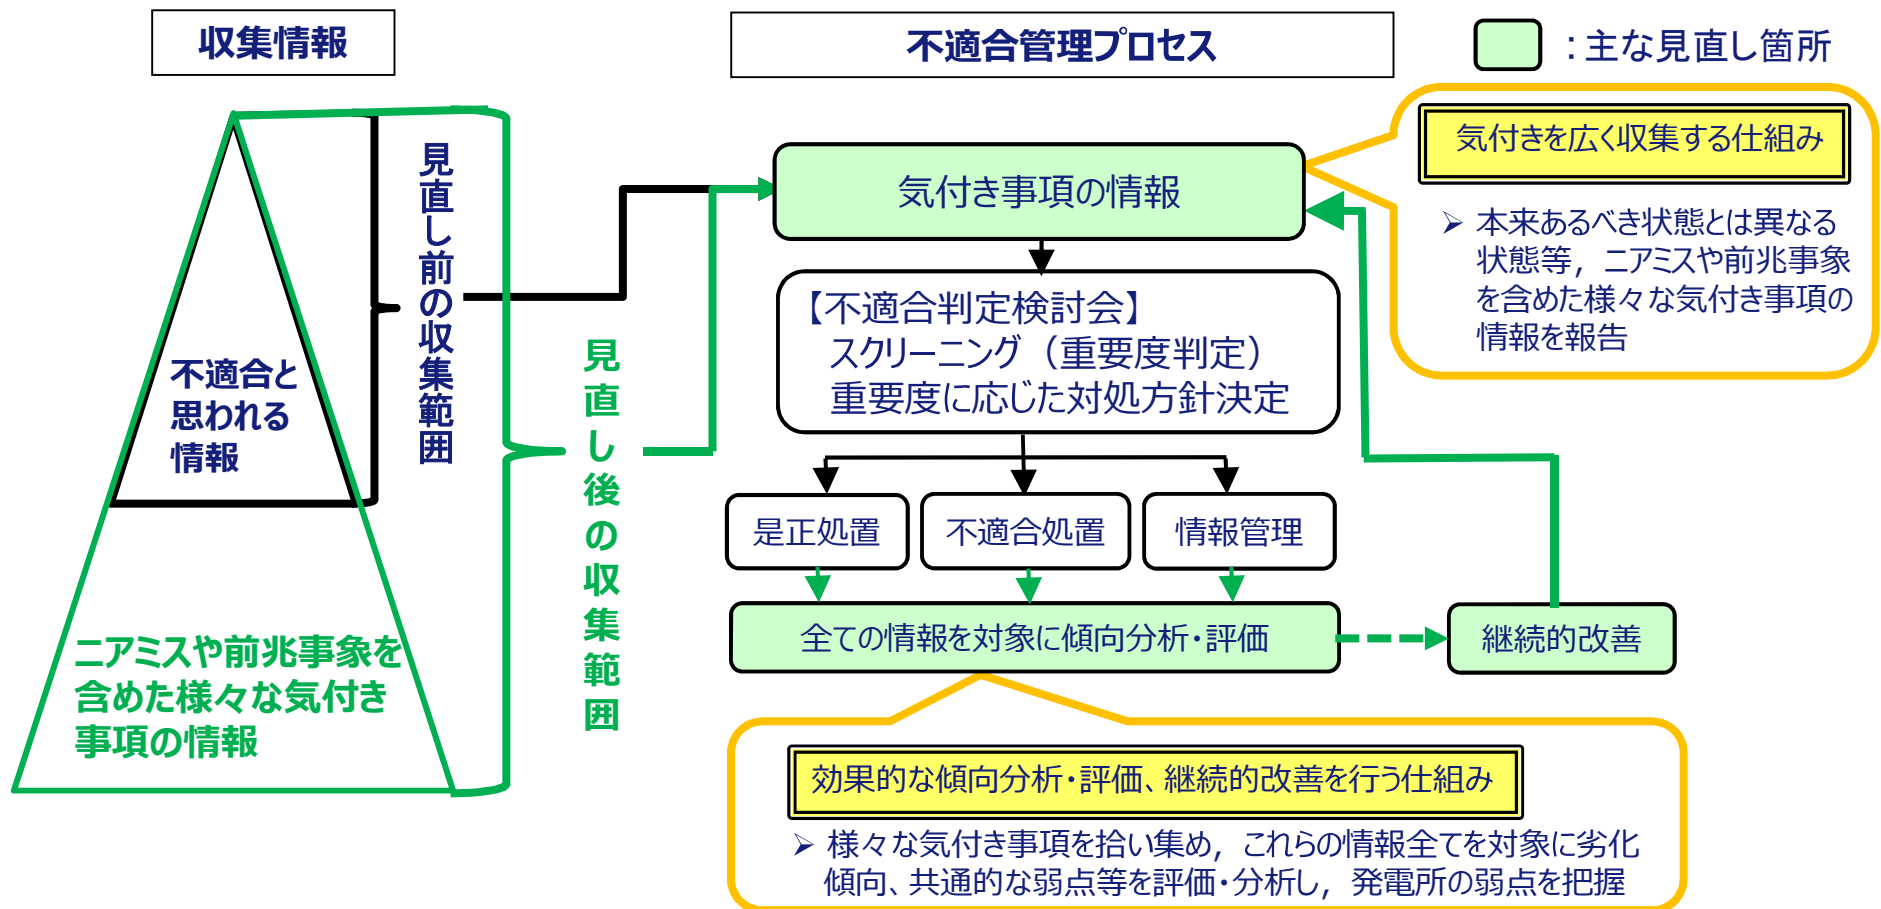 収集情報
不適合管理プロセス
：主な見直し箇所
見直し前の収集範囲
不適合と
思われる
情報
見直し後の収集範囲
ニアミスや前兆事象を
含めた様々な気付き
事項の情報
気付き事項の情報
【不適合判定検討会】
スクリーニング（重要度判定）
重要度に応じた対処方針決定
是正処置
不適合処置
情報管理
全ての情報を対象に傾向分析・評価
継続的改善
気付きを広く収集する仕組み
➢ 本来あるべき状態とは異なる
状態等，ニアミスや前兆事象
を含めた様々な気付き事項の
情報を報告
効果的な傾向分析・評価、継続的改善を行う仕組み
➢ 様々な気付き事項を拾い集め，これらの情報全てを対象に劣化
傾向、共通的な弱点等を評価・分析し，発電所の弱点を把握